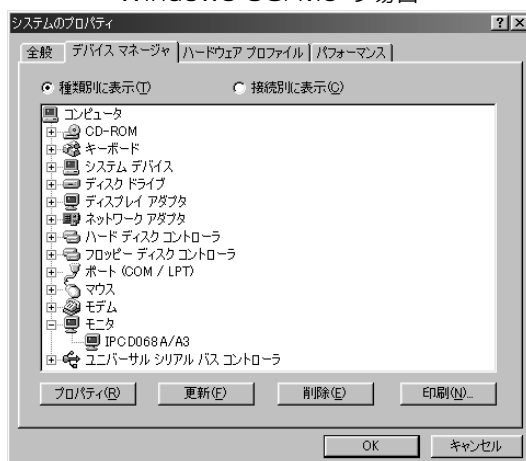 システムのプロパティ
全般 デバイス マネージャ ハードウェア プロファイル パフォーマンス
種類別に表示(T) 接続別に表示(C)
コンピュータ
CD-ROM
キーボード
システム デバイス
ディスク ドライブ
ディスプレイ アダプタ
ネットワーク アダプタ
ハード ディスク コントローラ
フロッピー ディスク コントローラ
ポート (COM / LPT)
マウス
モデム
モニタ
IPCD068A/A3
ユニバーサル シリアル バス コントローラ
プロパティ(R) 更新(F) 削除(E) 印刷(N)...
OK キャンセル